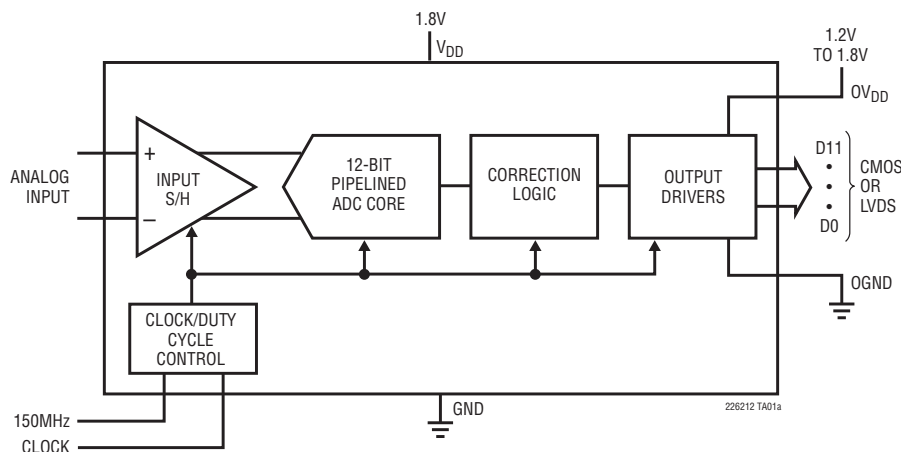 1.8V
VDD
1.2V
TO 1.8V
OVDD
ANALOG
INPUT
+
−
INPUT
S/H
12-BIT
PIPELINED
ADC CORE
CORRECTION
LOGIC
OUTPUT
DRIVERS
D11
•
•
•
D0
CMOS
OR
LVDS
OGND
CLOCK/DUTY
CYCLE
CONTROL
150MHz
CLOCK
GND
226212 TA01a